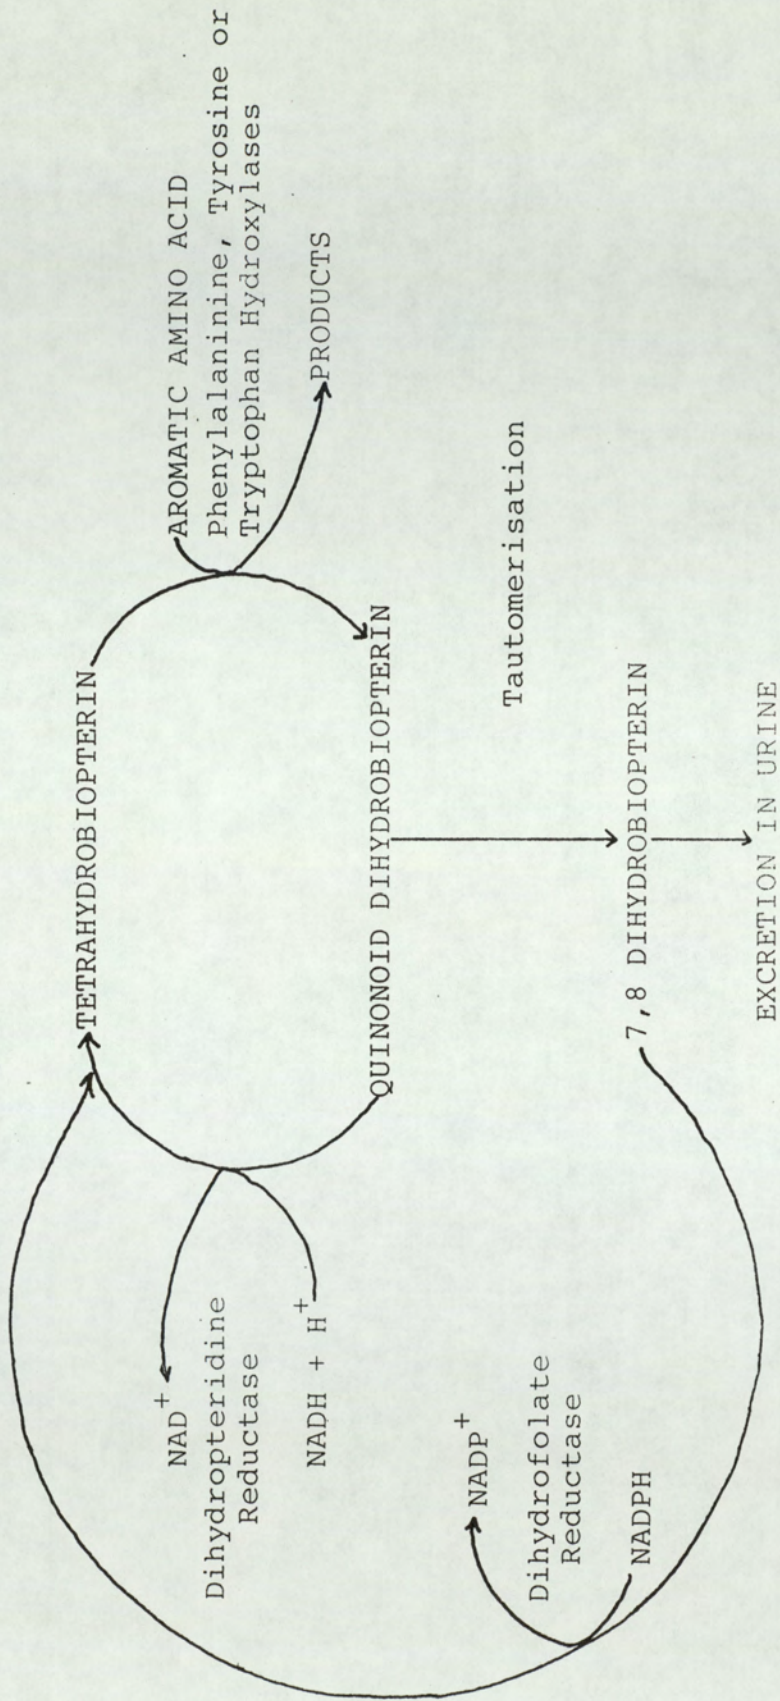 TETRAHYDROBIOPTERIN
NAD+
Dihydropteridine
Reductase
NADH + H+
AROMATIC AMINO ACID
Phenylalaninine, Tyrosine or
Tryptophan Hydroxylases
PRODUCTS
QUINONOID DIHYDROBIOPTERIN
NADP+
Dihydrofolate
Reductase
NADPH
Tautomerisation
7,8 DIHYDROBIOPTERIN
EXCRETION IN URINE